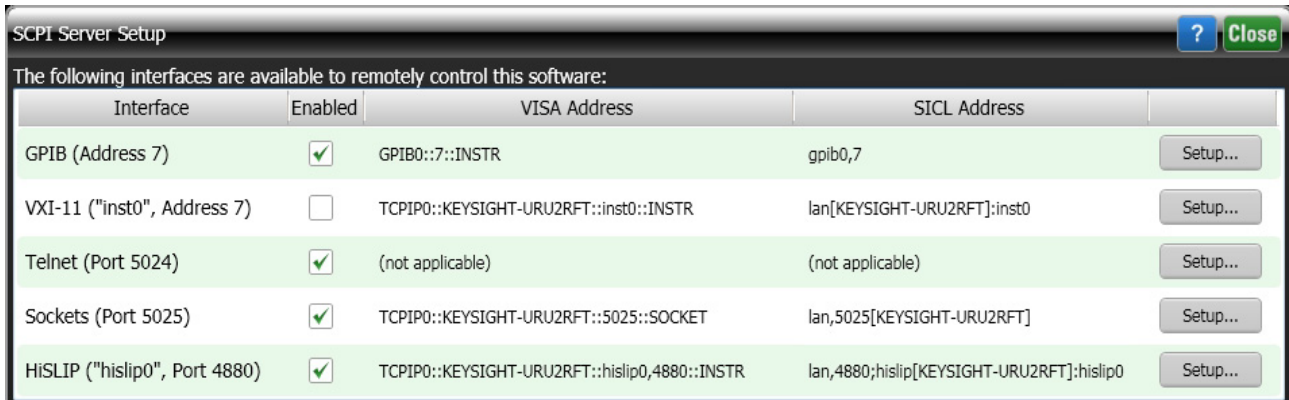 SCPI Server Setup ? Close
The following interfaces are available to remotely control this software:
Interface Enabled VISA Address SICL Address
GPIB (Address 7) GPIB0::7::INSTR gpib0,7 Setup...
VXI-11 ("inst0", Address 7) TCPIP0::KEYSIGHT-URU2RFT::inst0::INSTR lan[KEYSIGHT-URU2RFT]:inst0 Setup...
Telnet (Port 5024) (not applicable) (not applicable) Setup...
Sockets (Port 5025) TCPIP0::KEYSIGHT-URU2RFT::5025::SOCKET lan,5025[KEYSIGHT-URU2RFT] Setup...
HiSLIP ("hislip0", Port 4880) TCPIP0::KEYSIGHT-URU2RFT::hislip0,4880::INSTR lan,4880;hislip[KEYSIGHT-URU2RFT]:hislip0 Setup...